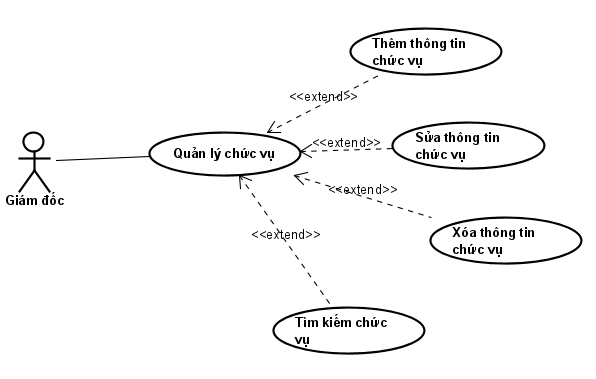 Thêm thông tin
chức vụ
<<extend>>
Sửa thông tin
chức vụ
<<extend>>
Quản lý chức vụ
<<extend>>
Giám đốc
Xóa thông tin
chức vụ
<<extend>>
Tìm kiếm chức
vụ